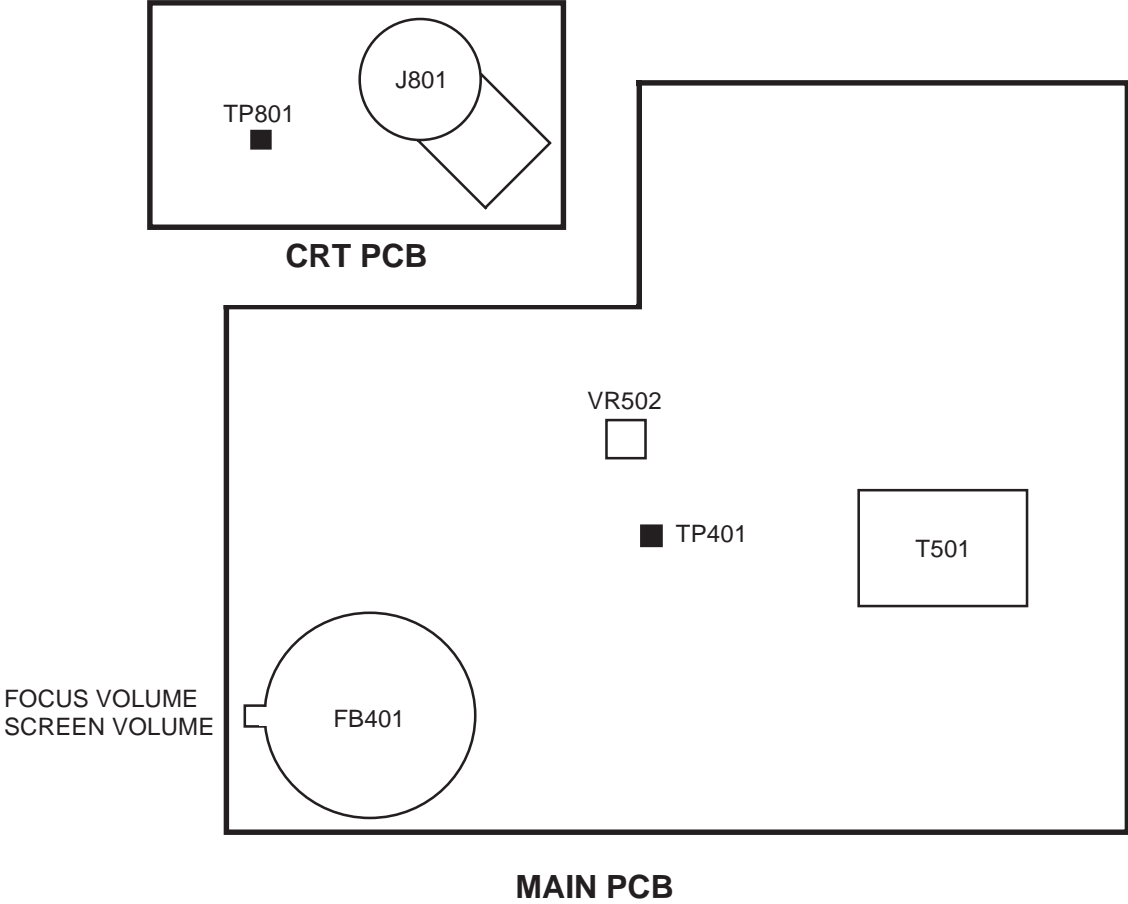 J801
TP801
CRT PCB
VR502
TP401
T501
FOCUS VOLUME
SCREEN VOLUME
FB401
MAIN PCB